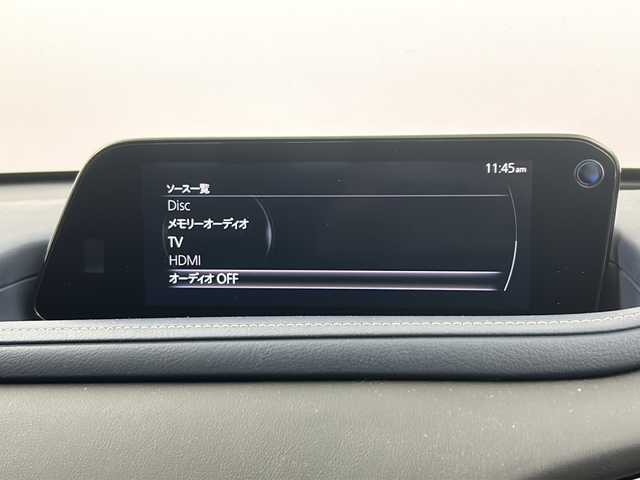 11:45am
ソース一覧
Disc
メモリーオーディオ
TV
HDMI
オーディオ OFF